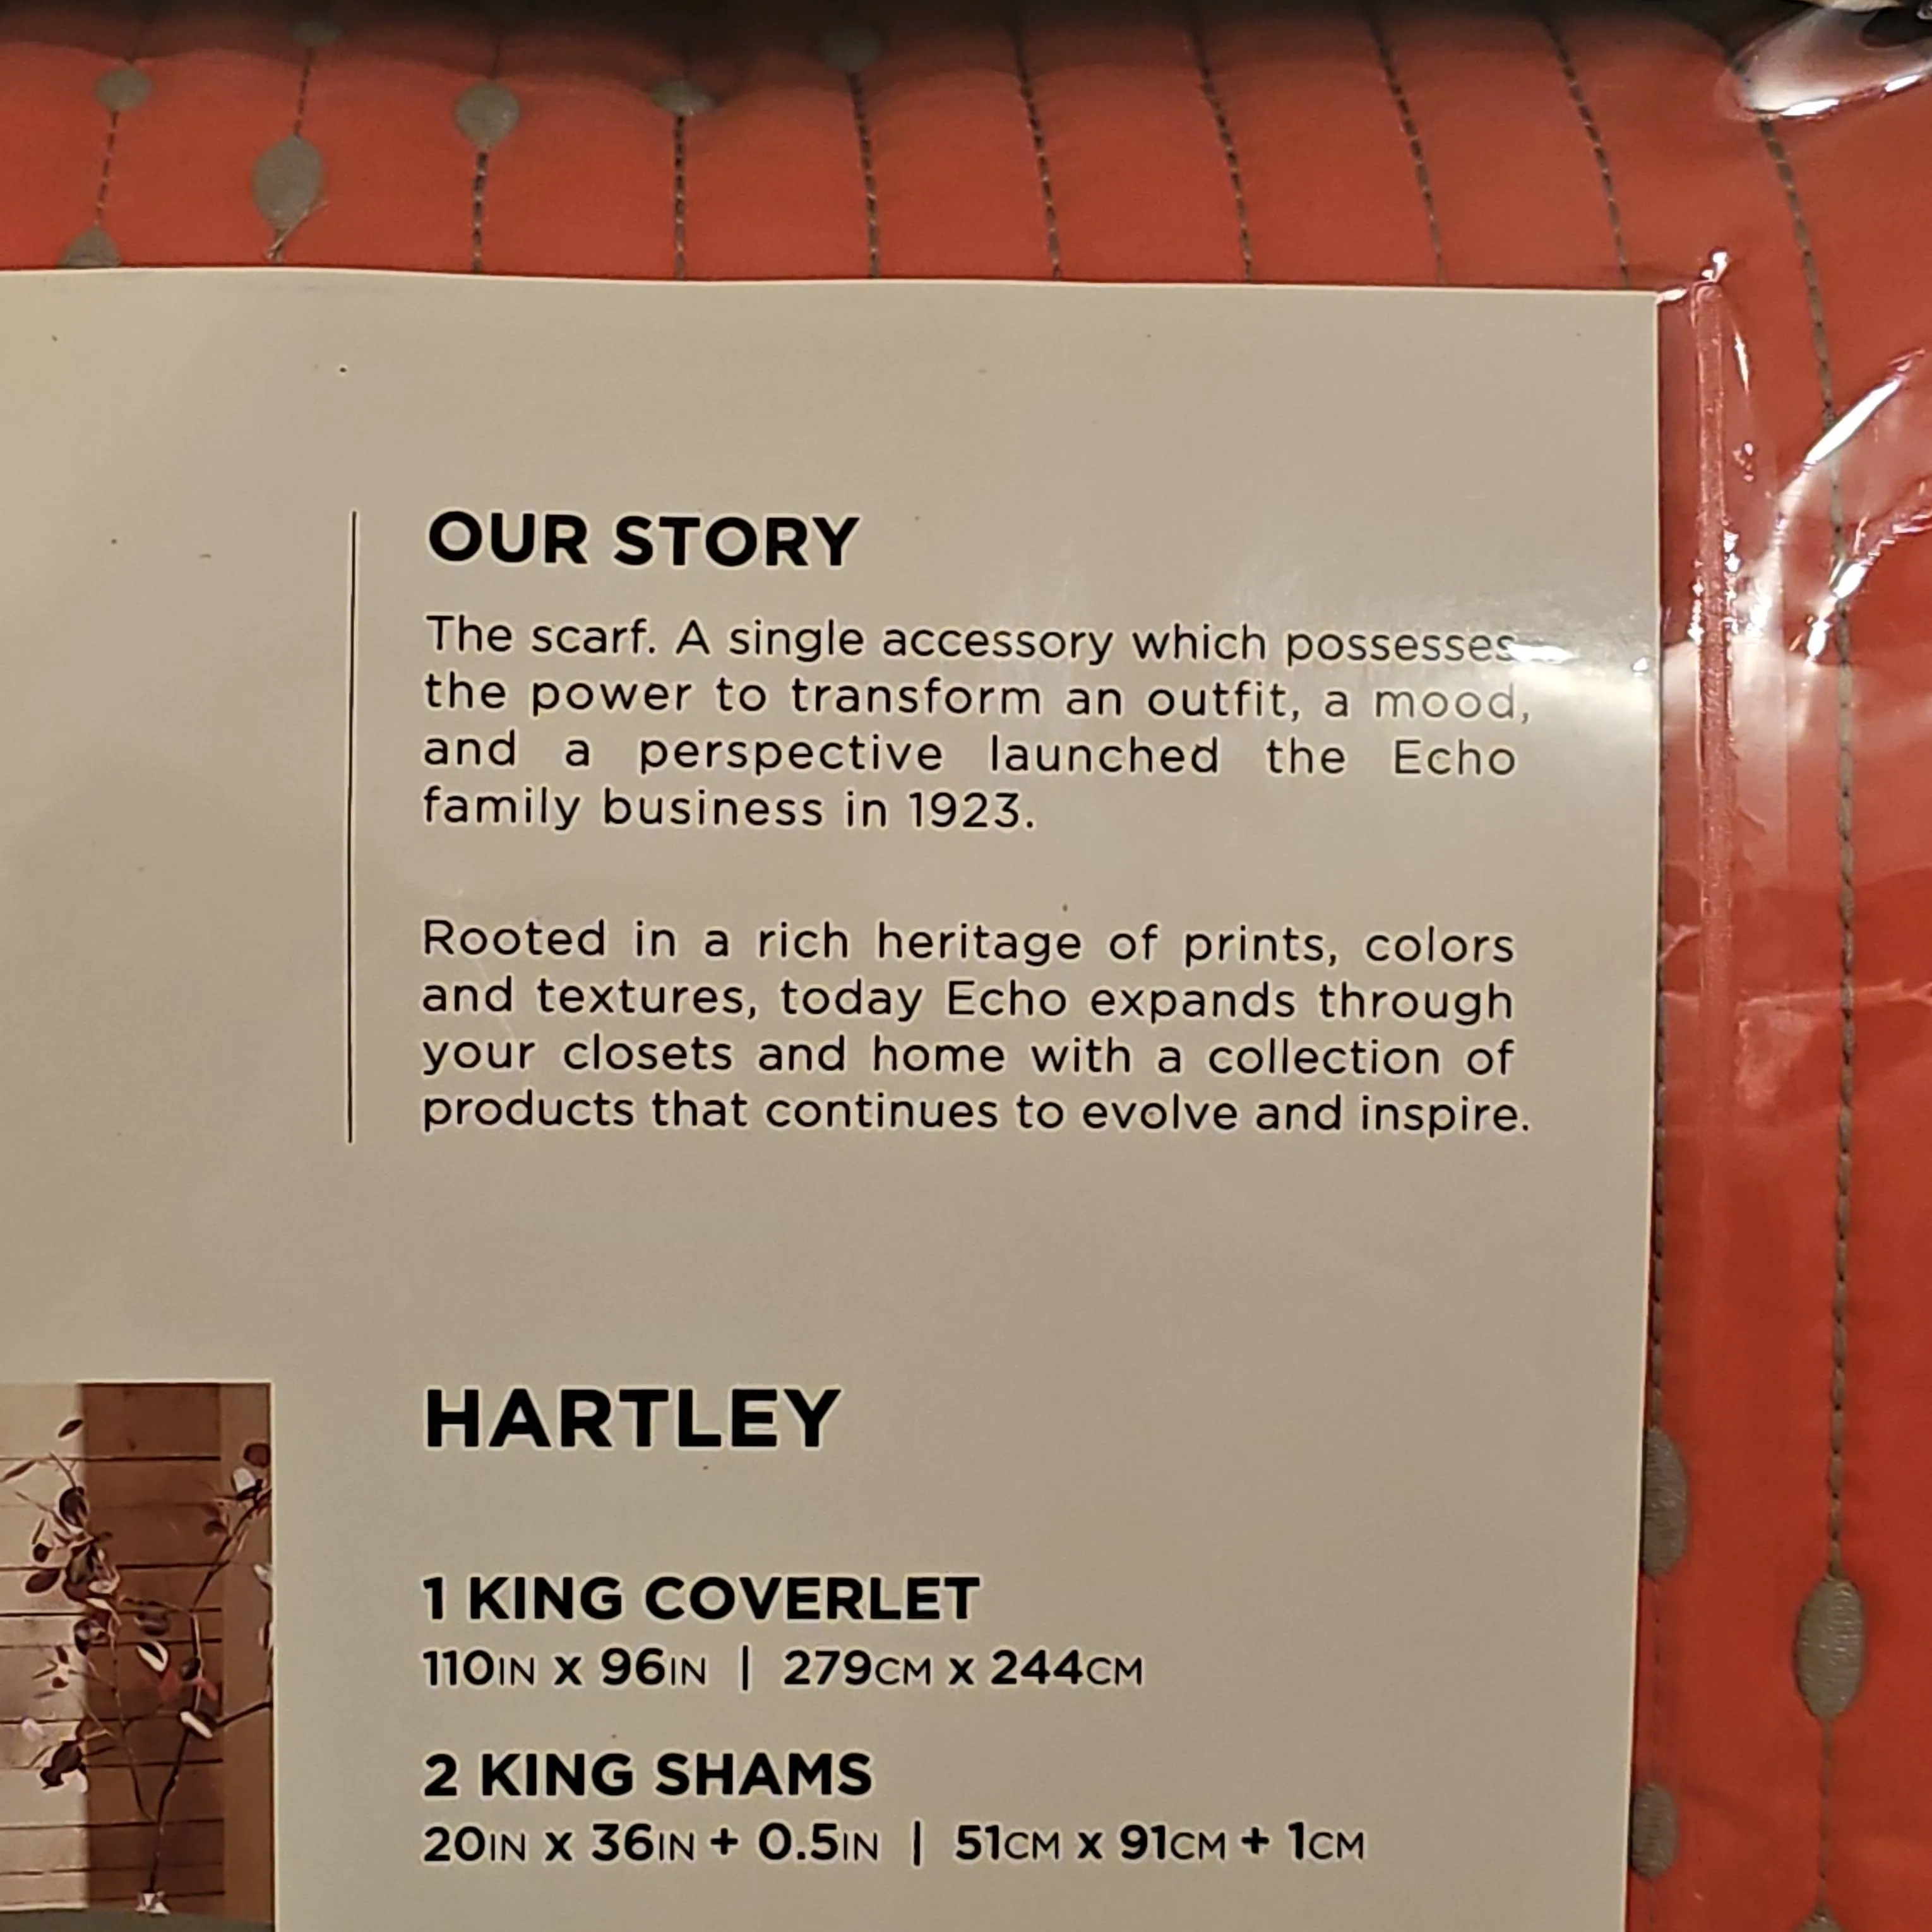 OUR STORY
The scarf. A single accessory which possesses
the power to transform an outfit, a mood,
and a perspective launched the Echo
family business in 1923.
Rooted in a rich heritage of prints, colors
and textures, today Echo expands through
your closets and home with a collection of
products that continues to evolve and inspire.
HARTLEY
1 KING COVERLET
110IN x 96IN | 279CM x 244CM
2 KING SHAMS
20IN x 36IN + 0.5IN | 51CM x 91CM + 1CM